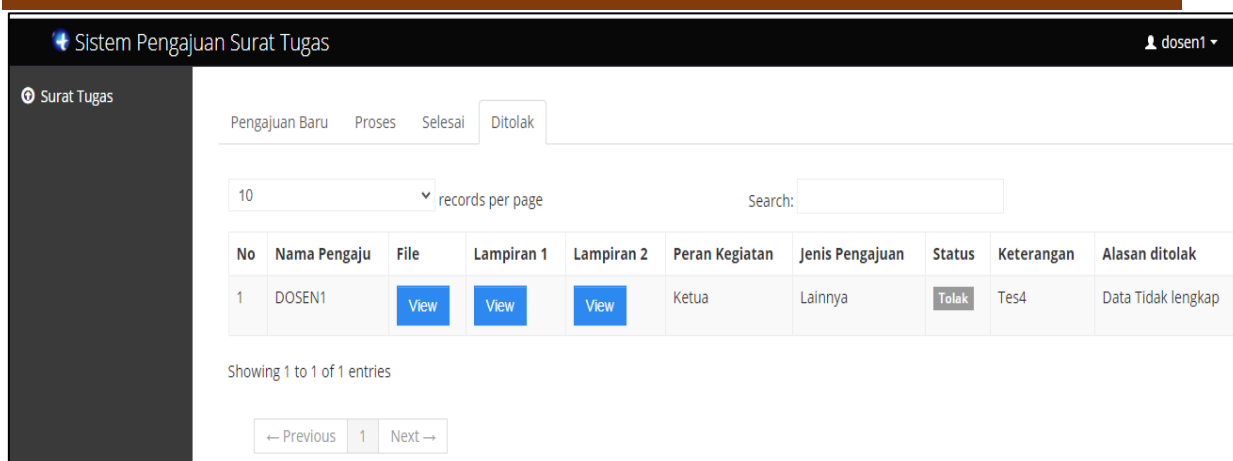 Sistem Pengajuan Surat Tugas
dosen1
Surat Tugas
Pengajuan Baru Proses Selesai Ditolak
10 records per page Search:
No Nama Pengaju File Lampiran 1 Lampiran 2 Peran Kegiatan Jenis Pengajuan Status Keterangan Alasan ditolak
1 DOSEN1 View View View Ketua Lainnya Tolak Tes4 Data Tidak lengkap
Showing 1 to 1 of 1 entries
← Previous 1 Next →